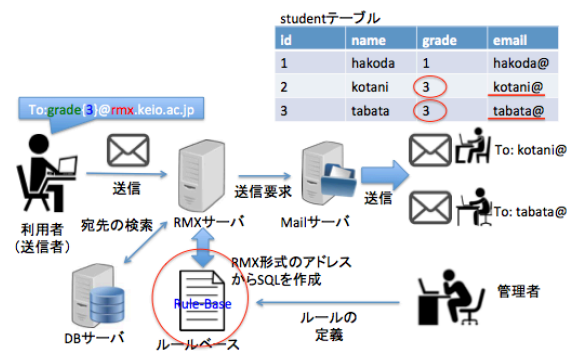 studentテーブル
id name grade email
1 hakoda 1 hakoda@
2 kotani 3 kotani@
3 tabata 3 tabata@
To:grade{3}@rmx.keio.ac.jp
送信
送信要求
送信
To: kotani@
To: tabata@
利用者
(送信者)
宛先の検索
RMXサーバ
Mailサーバ
RMX形式のアドレス
からSQLを作成
Rule-Base
DBサーバ
ルールベース
ルールの
定義
管理者